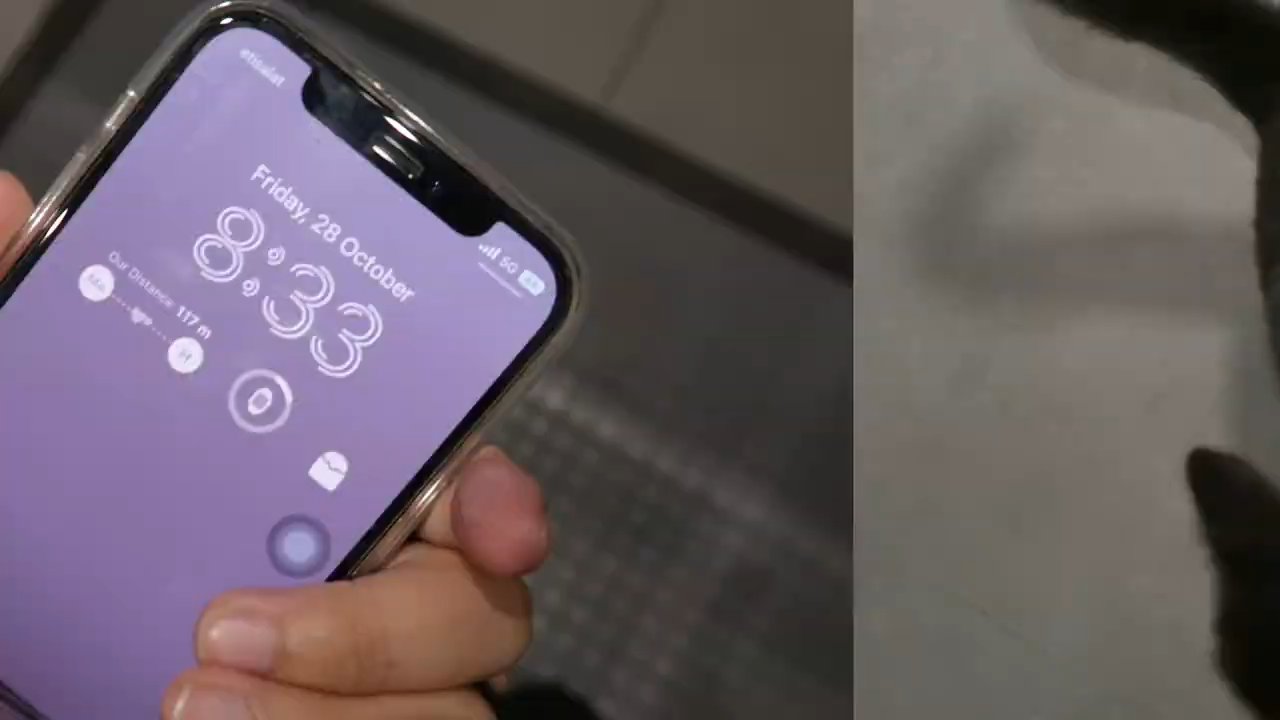 etisalat
5G
Friday, 28 October
8:33
Our Distance 117 m
H